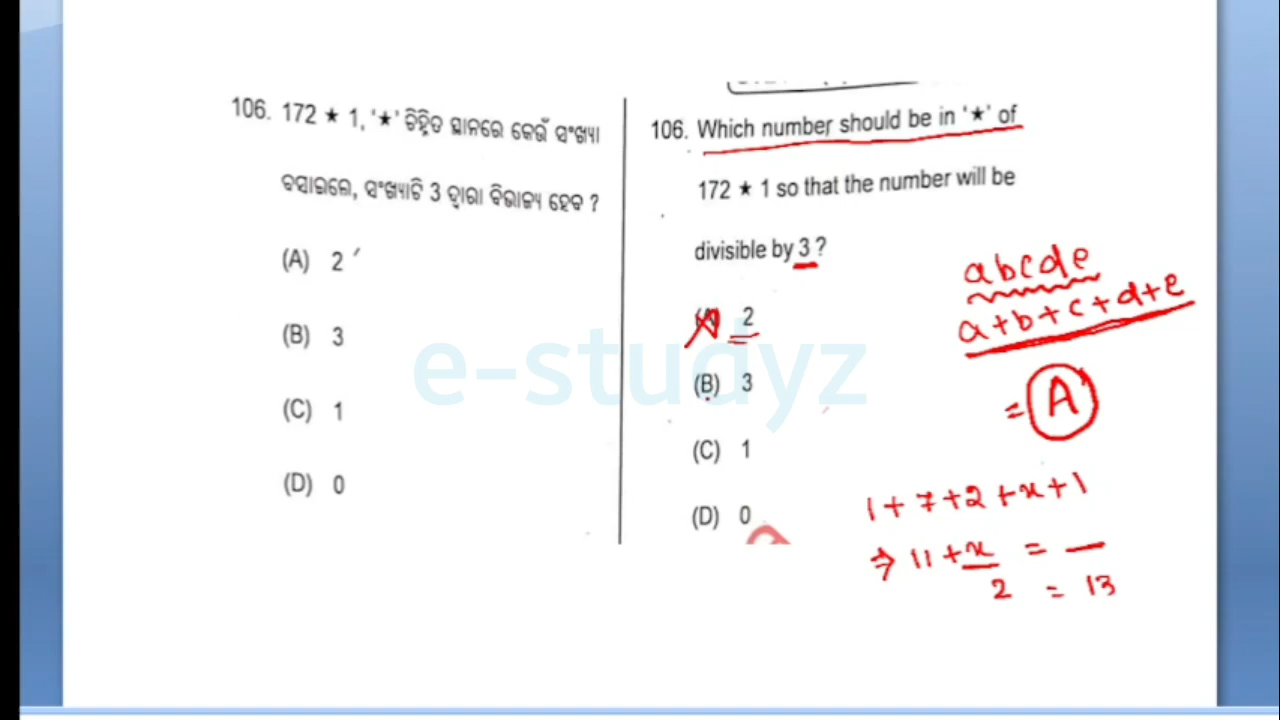 106. 172 ★ 1, '★' ଚିହ୍ନିତ ସ୍ଥାନରେ କେଉଁ ସଂଖ୍ୟା
ବସାଇଲେ, ସଂଖ୍ୟାଟି 3 ଦ୍ୱାରା ବିଭାଜ୍ୟ ହେବ ?
(A) 2
(B) 3
(C) 1
(D) 0
106. Which number should be in '★' of
172 ★ 1 so that the number will be
divisible by 3 ?
(A) 2
(B) 3
(C) 1
(D) 0
e-studyz
abcde
a+b+c+d+e
= A
1+7+2+x+1
⇒ 11+x =
2 = 13